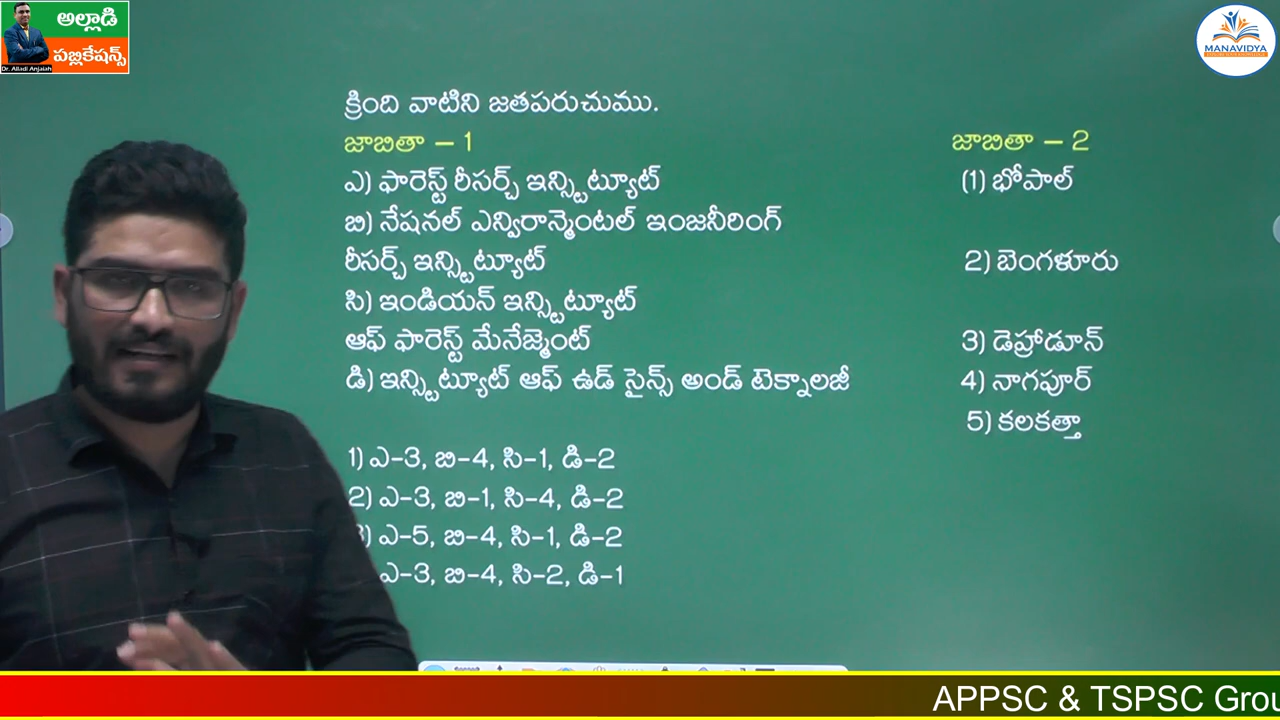 అల్లాడి
పబ్లికేషన్స్
Dr. Alladi Anjaiah
MANAVIDYA
క్రింది వాటిని జతపరుచుము.
జాబితా – 1 జాబితా – 2
ఎ) ఫారెస్ట్ రీసర్చ్ ఇన్స్టిట్యూట్ (1) భోపాల్
బి) నేషనల్ ఎన్విరాన్మెంటల్ ఇంజనీరింగ్
రీసర్చ్ ఇన్స్టిట్యూట్ 2) బెంగళూరు
సి) ఇండియన్ ఇన్స్టిట్యూట్
ఆఫ్ ఫారెస్ట్ మేనేజ్మెంట్ 3) డెహ్రాడూన్
డి) ఇన్స్టిట్యూట్ ఆఫ్ ఉడ్ సైన్స్ అండ్ టెక్నాలజీ 4) నాగపూర్
5) కలకత్తా
1) ఎ-3, బి-4, సి-1, డి-2
2) ఎ-3, బి-1, సి-4, డి-2
) ఎ-5, బి-4, సి-1, డి-2
ఎ-3, బి-4, సి-2, డి-1
APPSC & TSPSC Grou